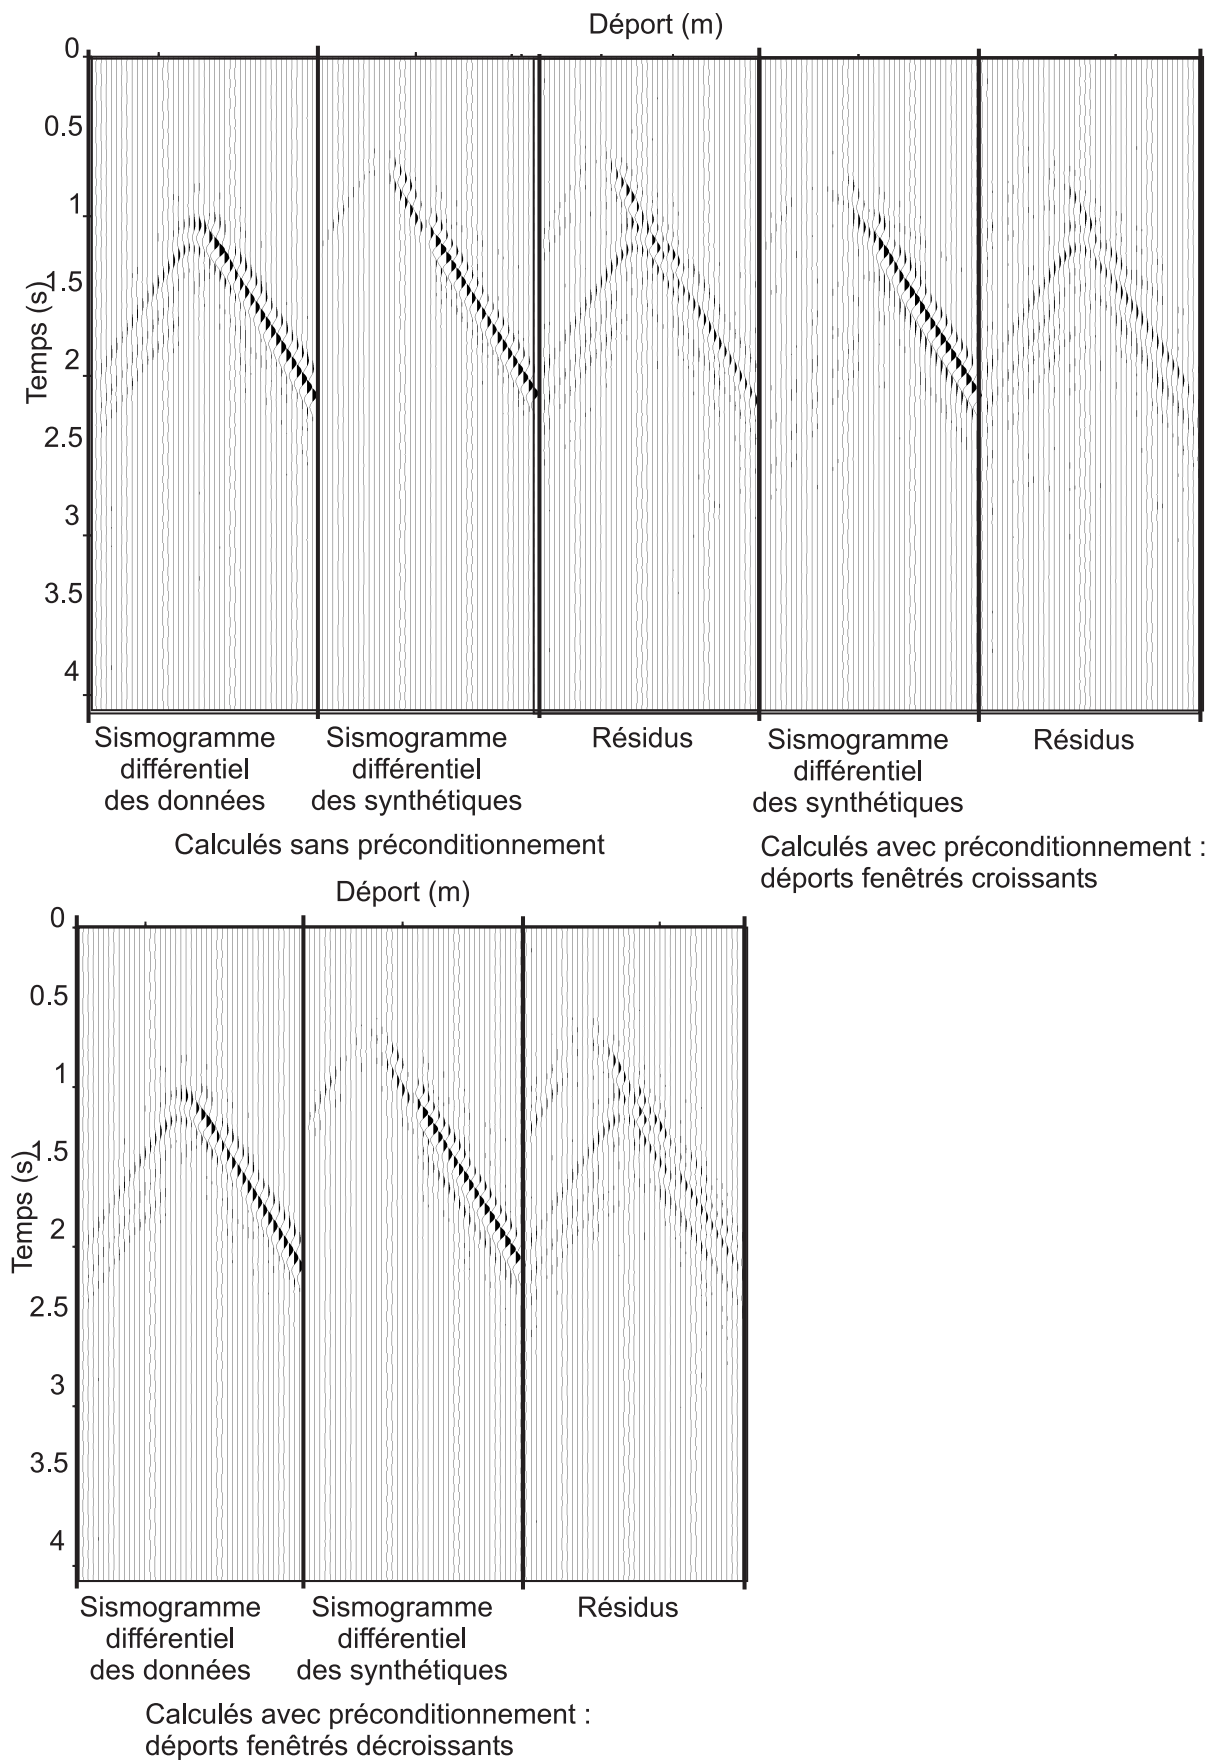 Déport (m)
0
0.5
1
1.5
2
2.5
3
3.5
4
Temps (s)
Sismogramme
différentiel
des données
Sismogramme
différentiel
des synthétiques
Résidus
Sismogramme
différentiel
des synthétiques
Résidus
Calculés sans préconditionnement
Calculés avec préconditionnement :
déports fenêtrés croissants
Déport (m)
0
0.5
1
1.5
2
2.5
3
3.5
4
Temps (s)
Sismogramme
différentiel
des données
Sismogramme
différentiel
des synthétiques
Résidus
Calculés avec préconditionnement :
déports fenêtrés décroissants